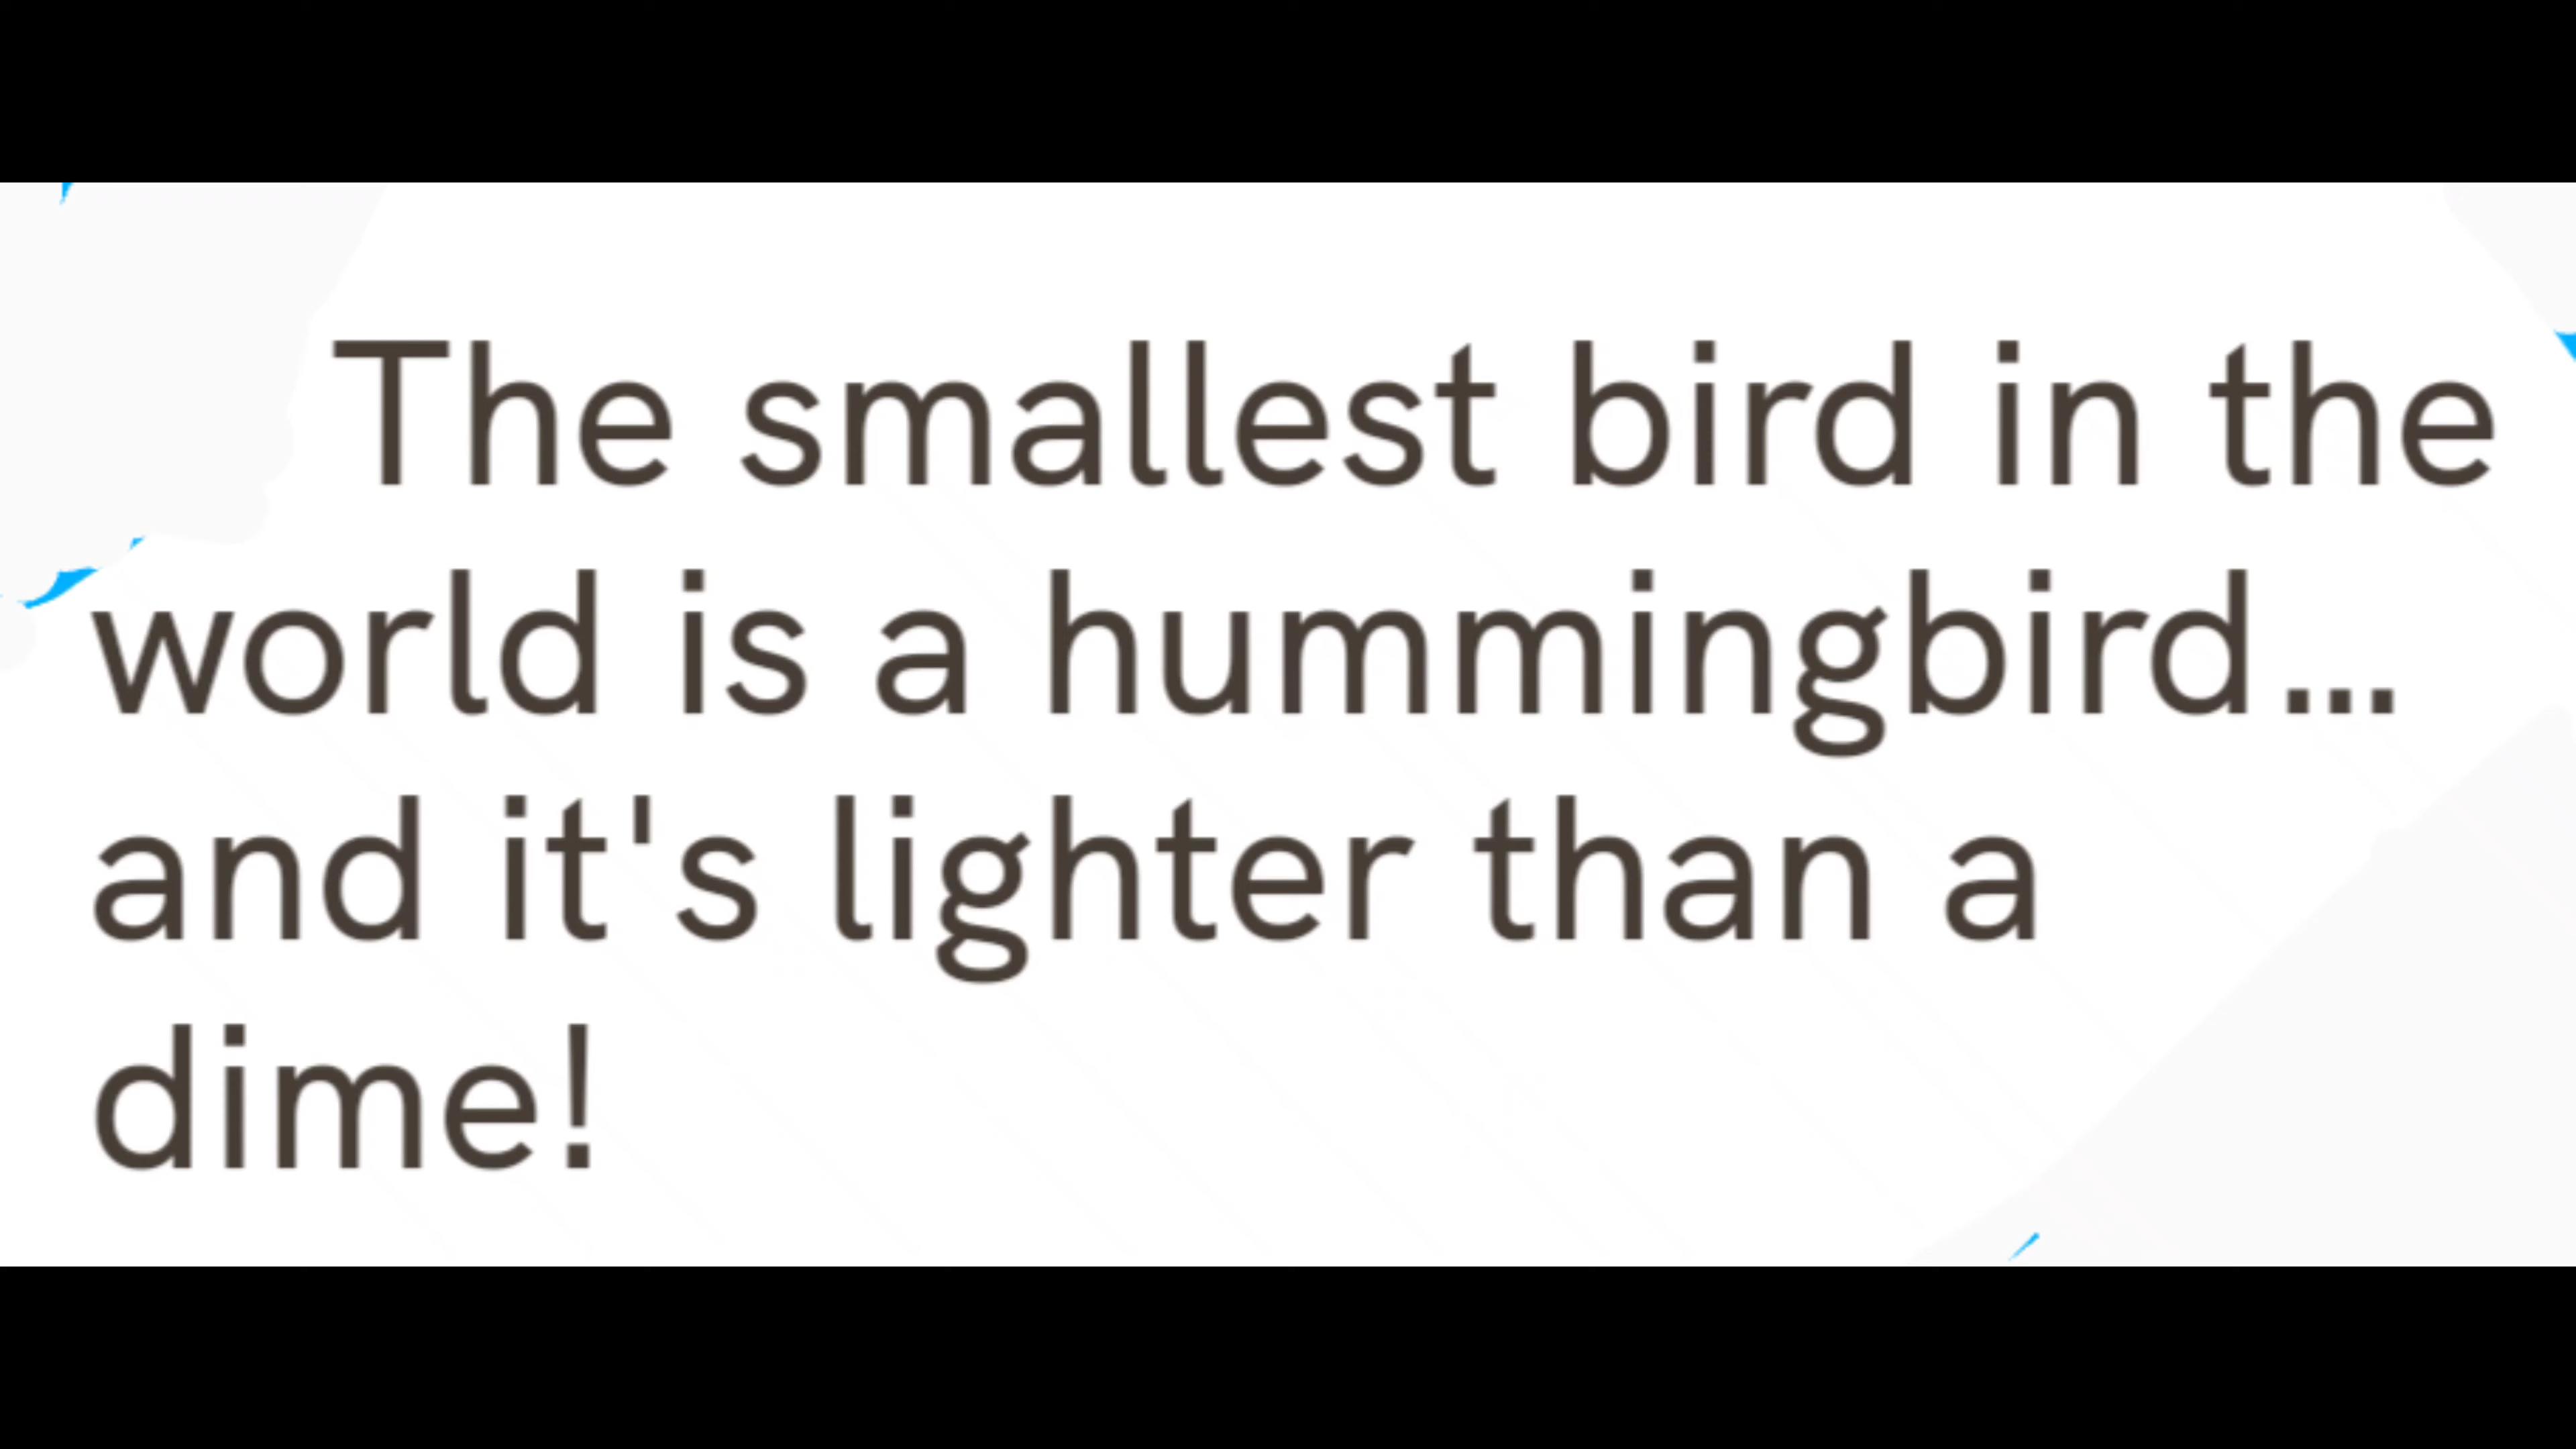 The smallest bird in the
world is a hummingbird...
and it's lighter than a
dime!